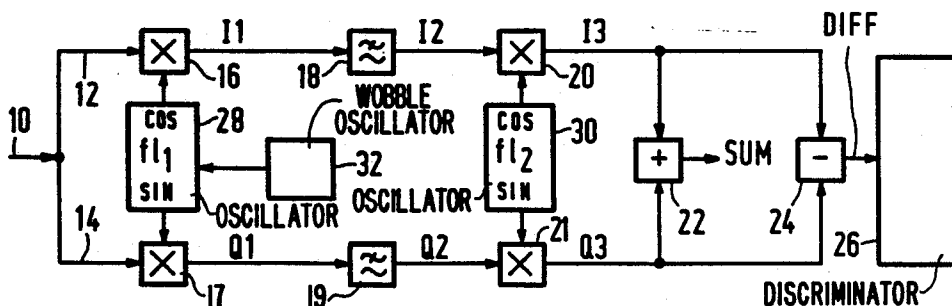 I1
I2
I3
DIFF
12
16
18
20
WOBBLE
OSCILLATOR
10
COS
fl1
SIN
28
32
COS
fl2
SIN
30
+
SUM
-
OSCILLATOR
OSCILLATOR
22
24
14
Q1
Q2
21
Q3
26
17
19
DISCRIMINATOR